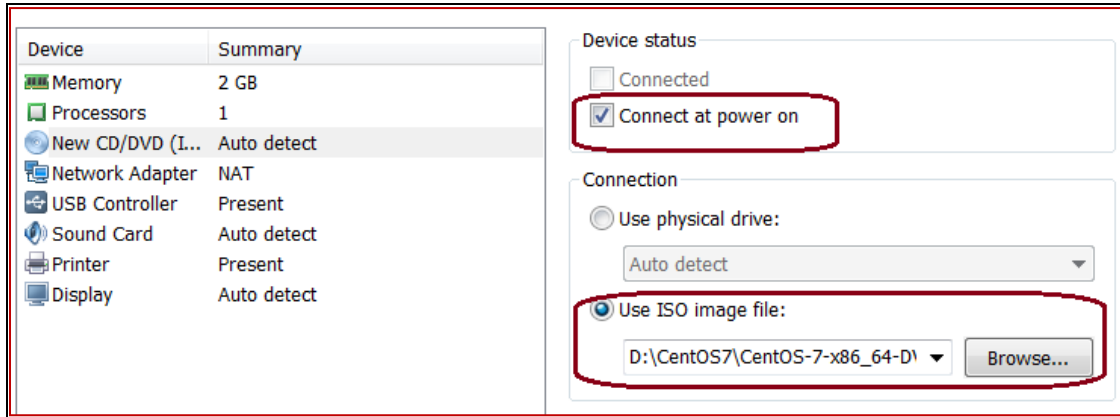 Device Summary
Memory 2 GB
Processors 1
New CD/DVD (I... Auto detect
Network Adapter NAT
USB Controller Present
Sound Card Auto detect
Printer Present
Display Auto detect
Device status
Connected
Connect at power on
Connection
Use physical drive:
Auto detect
Use ISO image file:
D:\CentOS7\CentOS-7-x86_64-D\ Browse...